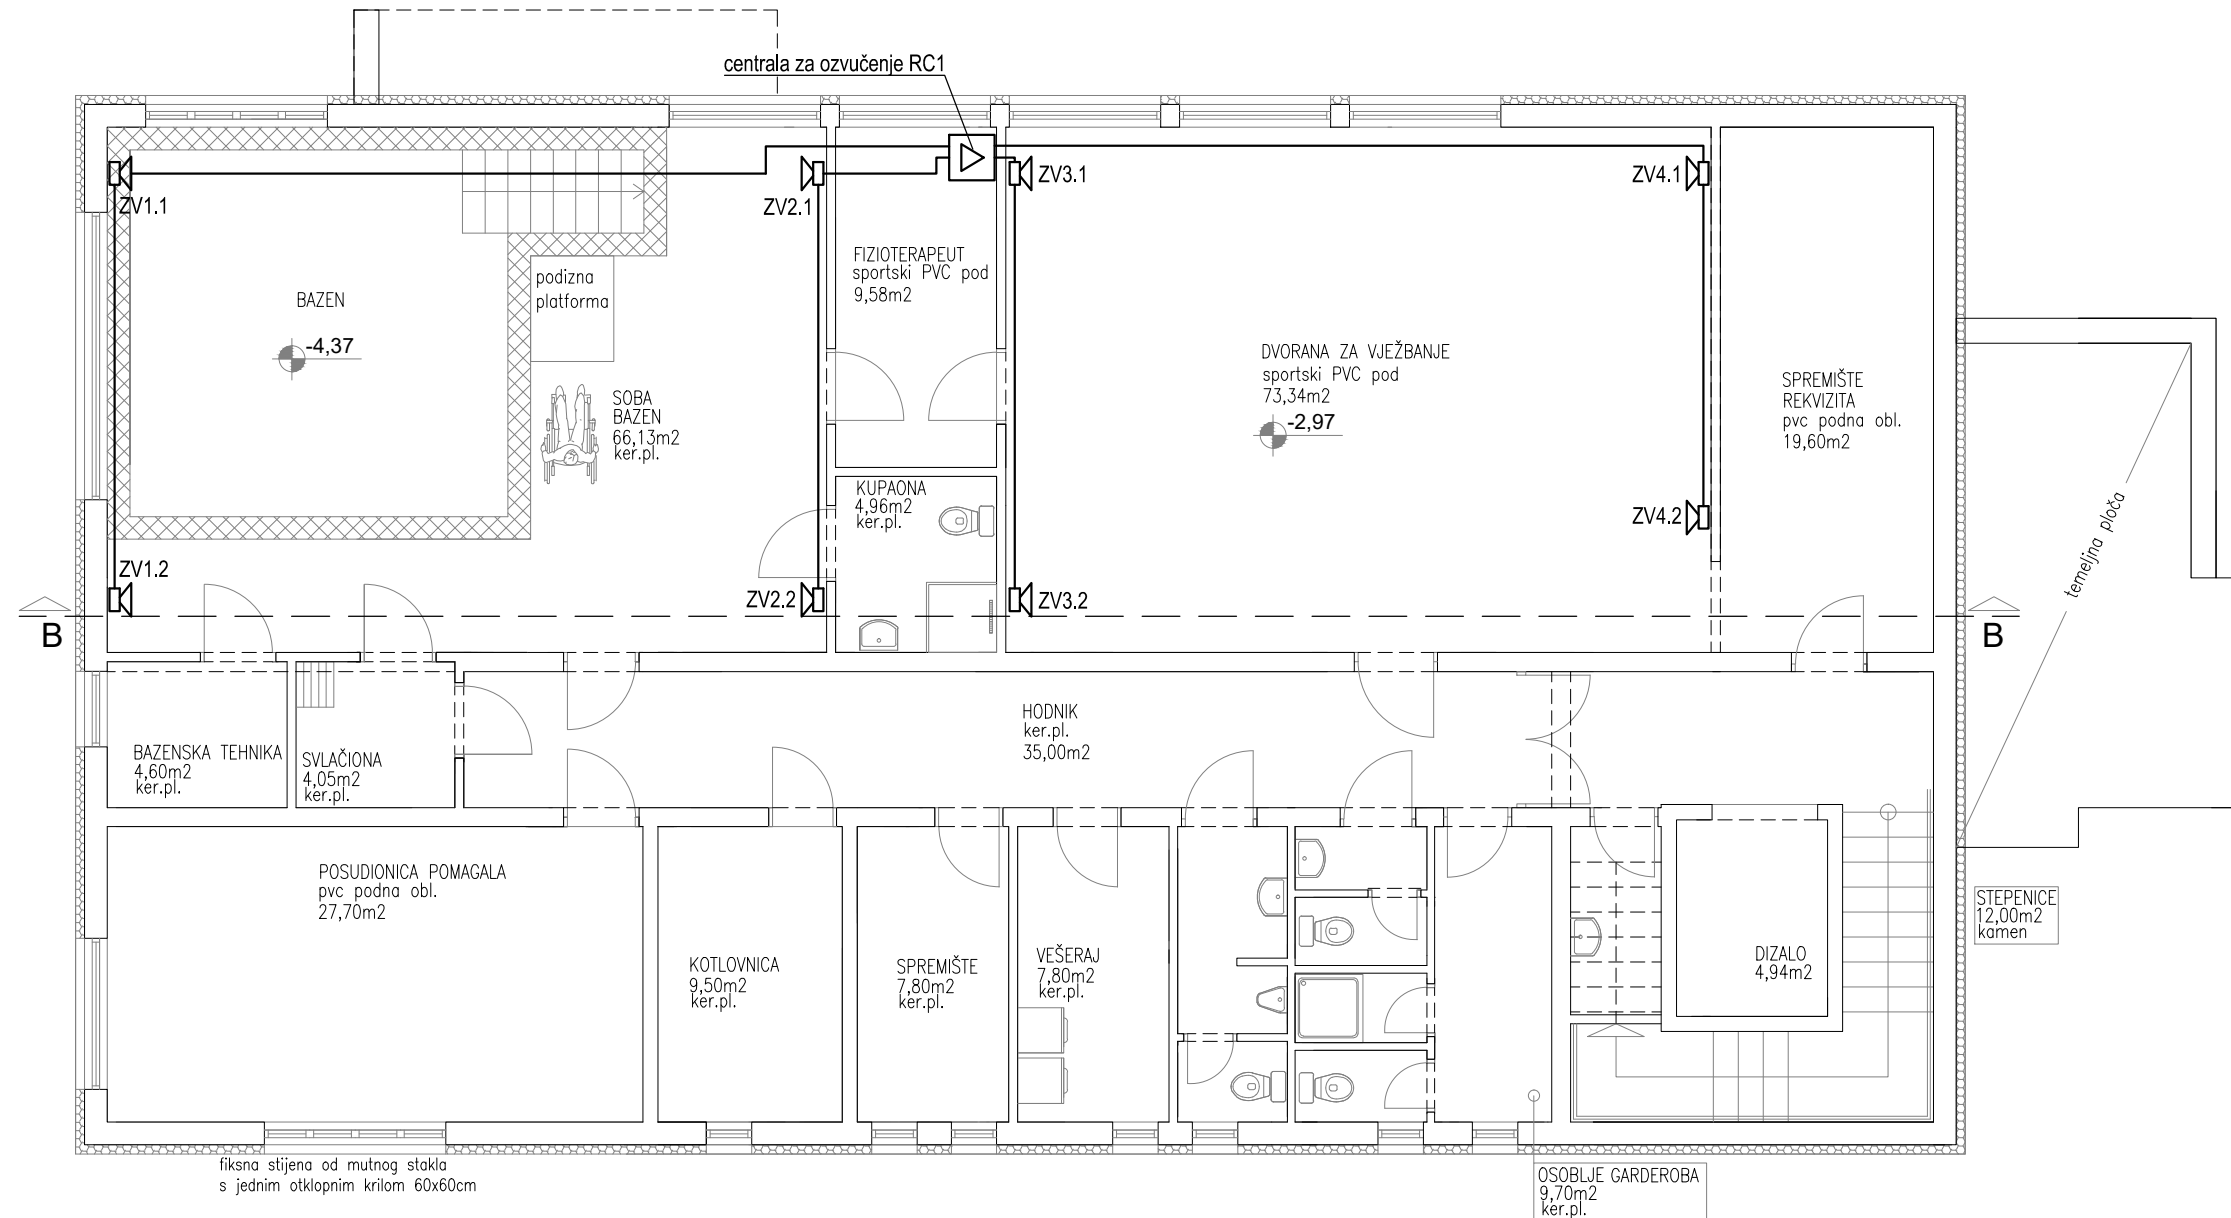 centrala za ozvučenje RC1
ZV1.1
ZV2.1
ZV3.1
ZV4.1
BAZEN
-4,37
podizna
platforma
SOBA
BAZEN
66,13m2
ker.pl.
FIZIOTERAPEUT
sportski PVC pod
9,58m2
DVORANA ZA VJEŽBANJE
sportski PVC pod
73,34m2
-2,97
SPREMIŠTE
REKVIZITA
pvc podna obl.
19,60m2
KUPAONA
4,96m2
ker.pl.
ZV4.2
temeljna ploča
ZV1.2
ZV2.2
ZV3.2
B
B
BAZENSKA TEHNIKA
4,60m2
ker.pl.
SVLAČIONA
4,05m2
ker.pl.
HODNIK
ker.pl.
35,00m2
POSUDIONICA POMAGALA
pvc podna obl.
27,70m2
KOTLOVNICA
9,50m2
ker.pl.
SPREMIŠTE
7,80m2
ker.pl.
VEŠERAJ
7,80m2
ker.pl.
DIZALO
4,94m2
STEPENICE
12,00m2
kamen
fiksna stijena od mutnog stakla
s jednim otklopnim krilom 60x60cm
OSOBLJE GARDEROBA
9,70m2
ker.pl.